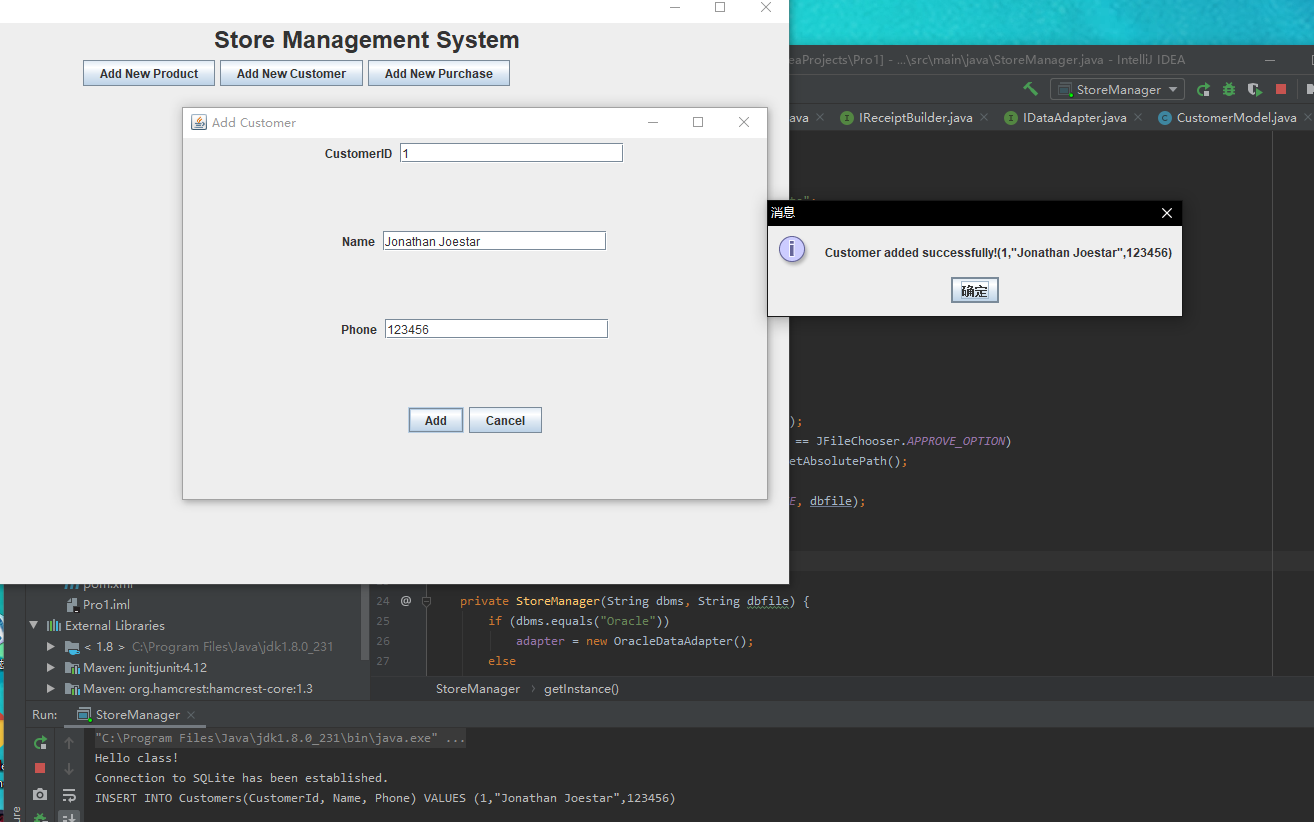 Store Management System
Add New Product Add New Customer Add New Purchase
Add Customer
CustomerID 1
Name Jonathan Joestar
Phone 123456
Add Cancel
消息
Customer added successfully!(1,"Jonathan Joestar",123456)
确定
eaProjects\Pro1] - ...\src\main\java\StoreManager.java - IntelliJ IDEA
StoreManager
ava IReceiptBuilder.java IDataAdapter.java CustomerModel.java
);
== JFileChooser.APPROVE_OPTION)
etAbsolutePath();
E, dbfile);
pom.xml
Pro1.iml
External Libraries
< 1.8 > C:\Program Files\Java\jdk1.8.0_231
Maven: junit:junit:4.12
Maven: org.hamcrest:hamcrest-core:1.3
24 @ private StoreManager(String dbms, String dbfile) {
25 if (dbms.equals("Oracle"))
26 adapter = new OracleDataAdapter();
27 else
StoreManager › getInstance()
Run: StoreManager
"C:\Program Files\Java\jdk1.8.0_231\bin\java.exe" ...
Hello class!
Connection to SQLite has been established.
INSERT INTO Customers(CustomerId, Name, Phone) VALUES (1,"Jonathan Joestar",123456)